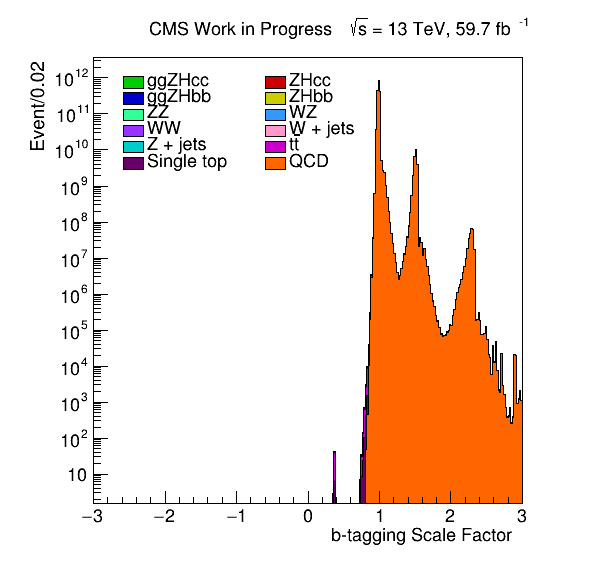 CMS Work in Progress √s = 13 TeV, 59.7 fb⁻¹
Event/0.02
10¹²
10¹¹
10¹⁰
10⁹
10⁸
10⁷
10⁶
10⁵
10⁴
10³
10²
10
ggZHcc ZHcc
ggZHbb ZHbb
ZZ WZ
WW W + jets
Z + jets tt
Single top QCD
−3 −2 −1 0 1 2 3
b-tagging Scale Factor